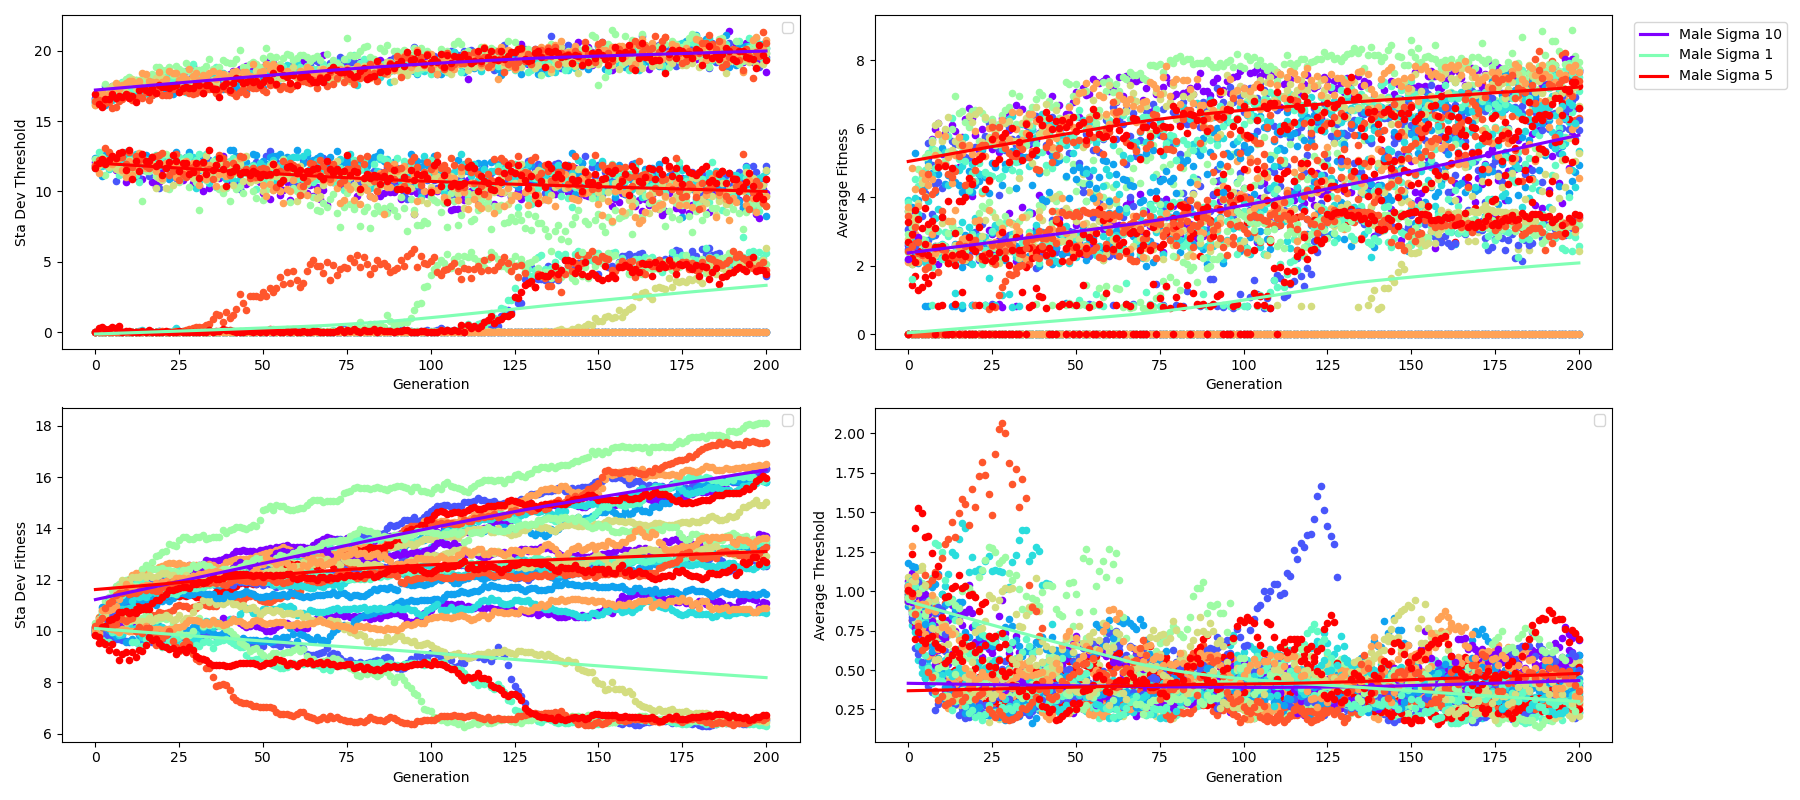 Sta Dev Threshold
20
15
10
5
0
0 25 50 75 100 125 150 175 200
Generation
Average Fitness
8
6
4
2
0
0 25 50 75 100 125 150 175 200
Generation
Male Sigma 10
Male Sigma 1
Male Sigma 5
Sta Dev Fitness
18
16
14
12
10
8
6
0 25 50 75 100 125 150 175 200
Generation
Average Threshold
2.00
1.75
1.50
1.25
1.00
0.75
0.50
0.25
0 25 50 75 100 125 150 175 200
Generation